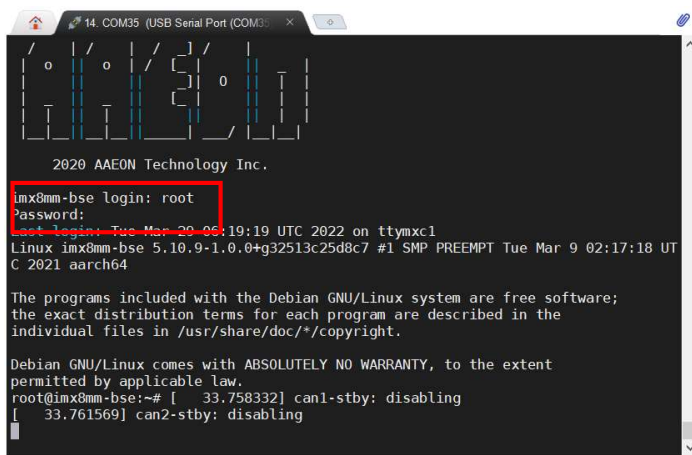 14. COM35 (USB Serial Port (COM35
2020 AAEON Technology Inc.
imx8mm-bse login: root
Password:
Last login: Tue Mar 29 06:19:19 UTC 2022 on ttymxc1
Linux imx8mm-bse 5.10.9-1.0.0+g32513c25d8c7 #1 SMP PREEMPT Tue Mar 9 02:17:18 UT
C 2021 aarch64
The programs included with the Debian GNU/Linux system are free software;
the exact distribution terms for each program are described in the
individual files in /usr/share/doc/*/copyright.
Debian GNU/Linux comes with ABSOLUTELY NO WARRANTY, to the extent
permitted by applicable law.
root@imx8mm-bse:~# [   33.758332] can1-stby: disabling
[   33.761569] can2-stby: disabling